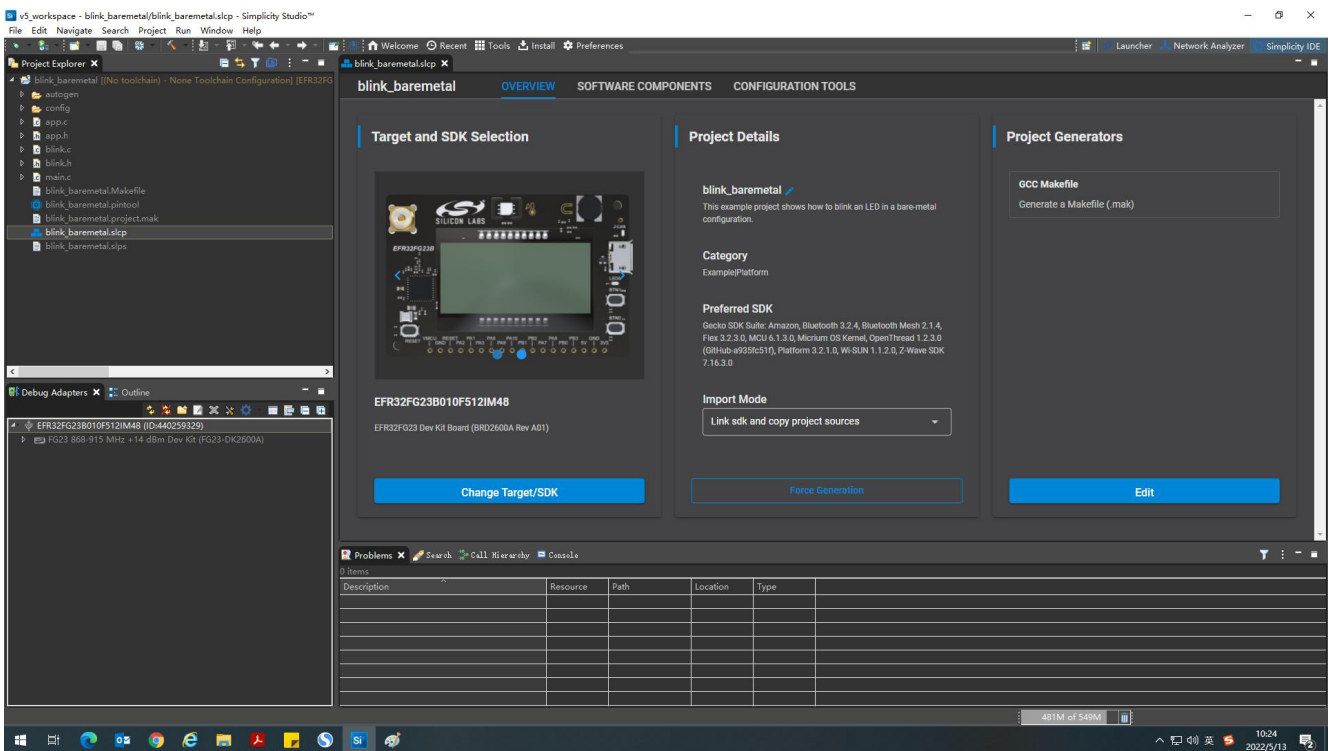 v5_workspace - blink_baremetal/blink_baremetal.slcp - Simplicity Studio™
File Edit Navigate Search Project Run Window Help
Welcome Recent Tools Install Preferences
Launcher Network Analyzer Simplicity IDE
Project Explorer
blink_baremetal [(No toolchain) - None Toolchain Configuration] [EFR32FG
autogen
config
app.c
app.h
blink.c
blink.h
main.c
blink_baremetal.Makefile
blink_baremetal.pintool
blink_baremetal.project.mak
blink_baremetal.slcp
blink_baremetal.slps
Debug Adapters Outline
EFR32FG23B010F512IM48 (ID:440259329)
FG23 868-915 MHz +14 dBm Dev Kit (FG23-DK2600A)
blink_baremetal.slcp
blink_baremetal OVERVIEW SOFTWARE COMPONENTS CONFIGURATION TOOLS
Target and SDK Selection
SILICON LABS
EFR32FG23B
EFR32FG23B010F512IM48
EFR32FG23 Dev Kit Board (BRD2600A Rev A01)
Change Target/SDK
Project Details
blink_baremetal
This example project shows how to blink an LED in a bare-metal
configuration.
Category
Example|Platform
Preferred SDK
Gecko SDK Suite: Amazon, Bluetooth 3.2.4, Bluetooth Mesh 2.1.4,
Flex 3.2.3.0, MCU 6.1.3.0, Micrium OS Kernel, OpenThread 1.2.3.0
(GitHub-a935fc51f), Platform 3.2.1.0, Wi-SUN 1.1.2.0, Z-Wave SDK
7.16.3.0
Import Mode
Link sdk and copy project sources
Force Generation
Project Generators
GCC Makefile
Generate a Makefile (.mak)
Edit
Problems Search Call Hierarchy Console
0 items
Description Resource Path Location Type
481M of 549M
英
10:24
2022/5/13